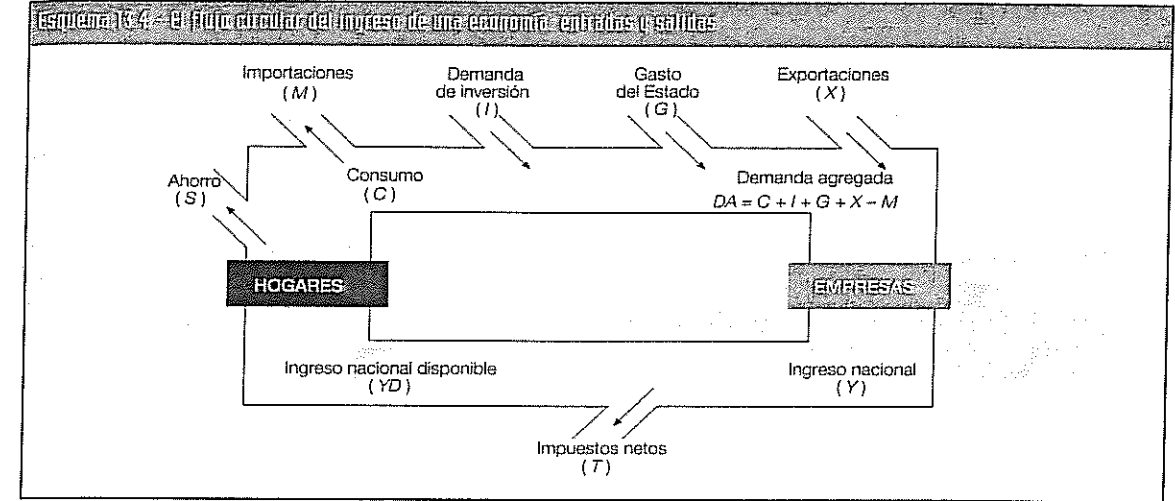 Esquema 13.4. - El flujo circular del ingreso de una economía: entradas y salidas
Importaciones
(M)
Demanda
de inversión
(I)
Gasto
del Estado
(G)
Exportaciones
(X)
Ahorro
(S)
Consumo
(C)
Demanda agregada
DA = C + I + G + X – M
HOGARES
EMPRESAS
Ingreso nacional disponible
(YD)
Ingreso nacional
(Y)
Impuestos netos
(T)